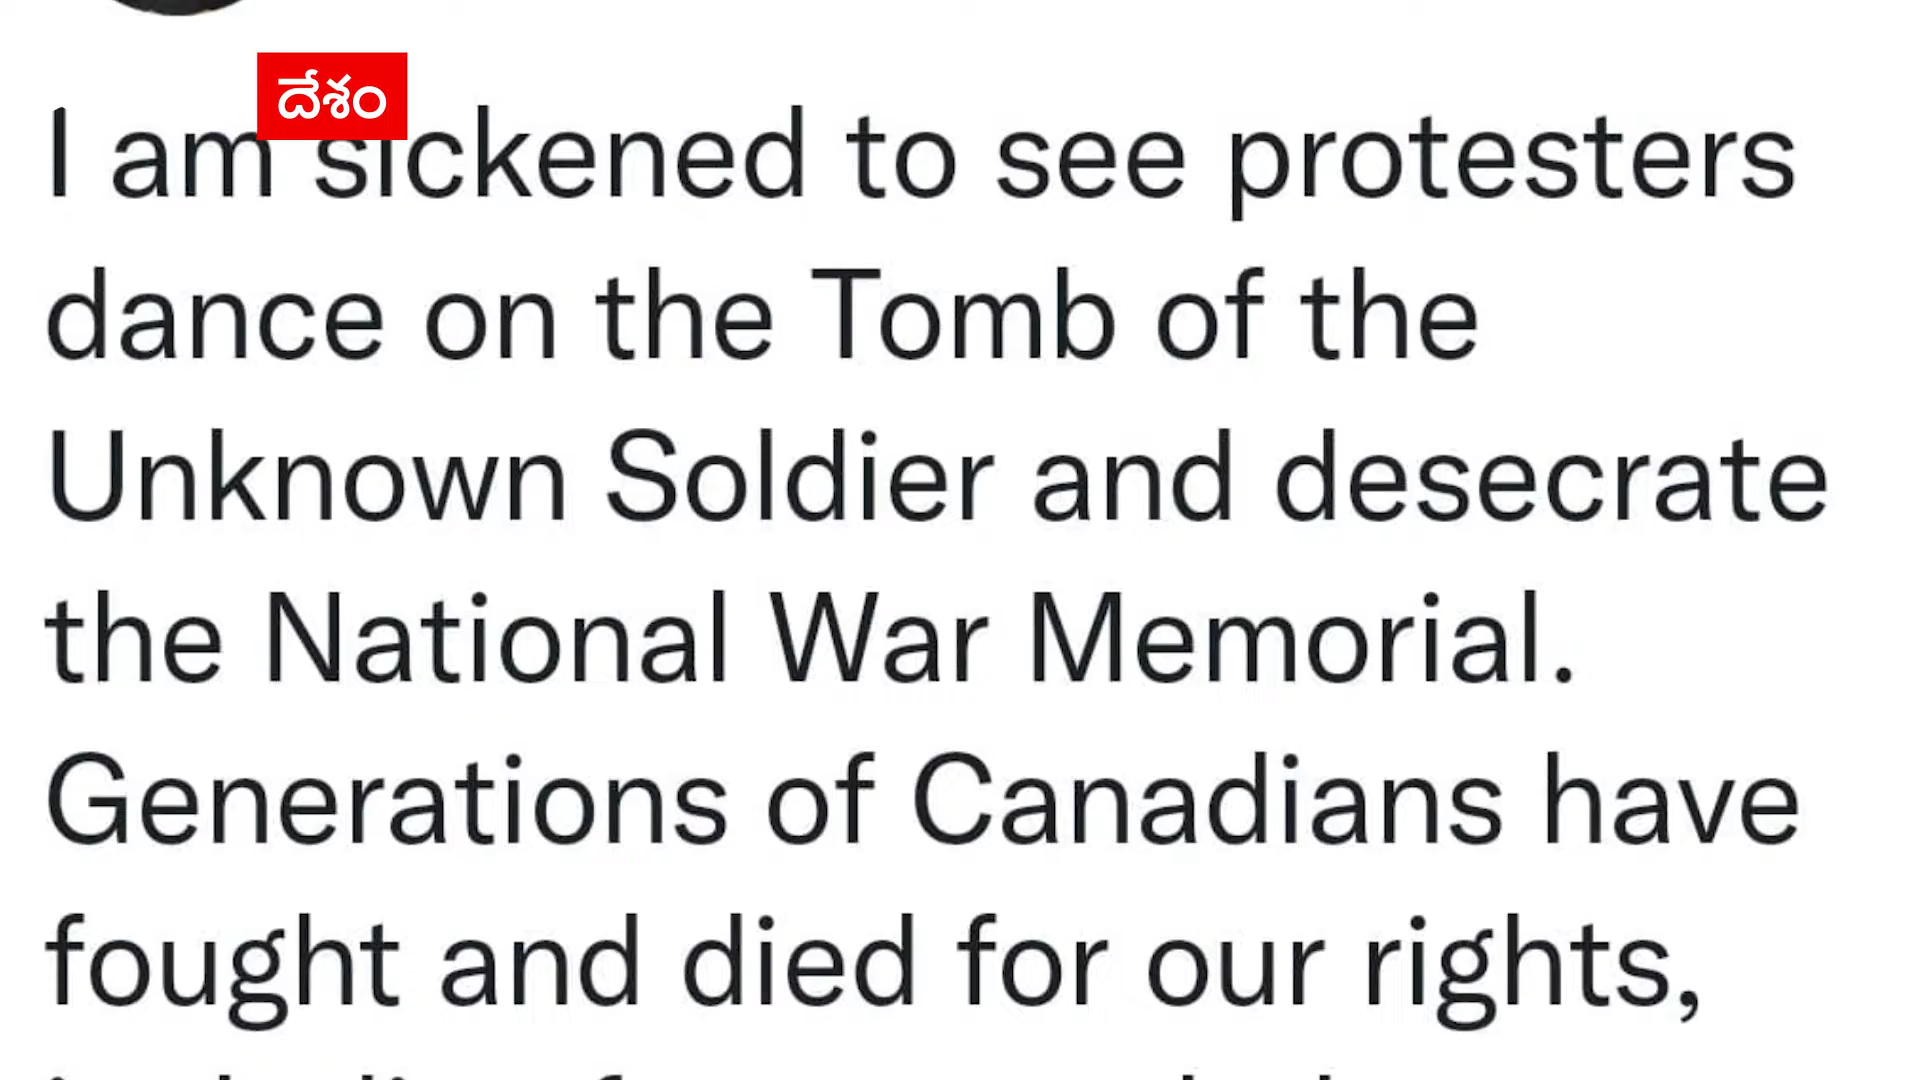 దేశం
I am sickened to see protesters
dance on the Tomb of the
Unknown Soldier and desecrate
the National War Memorial.
Generations of Canadians have
fought and died for our rights,